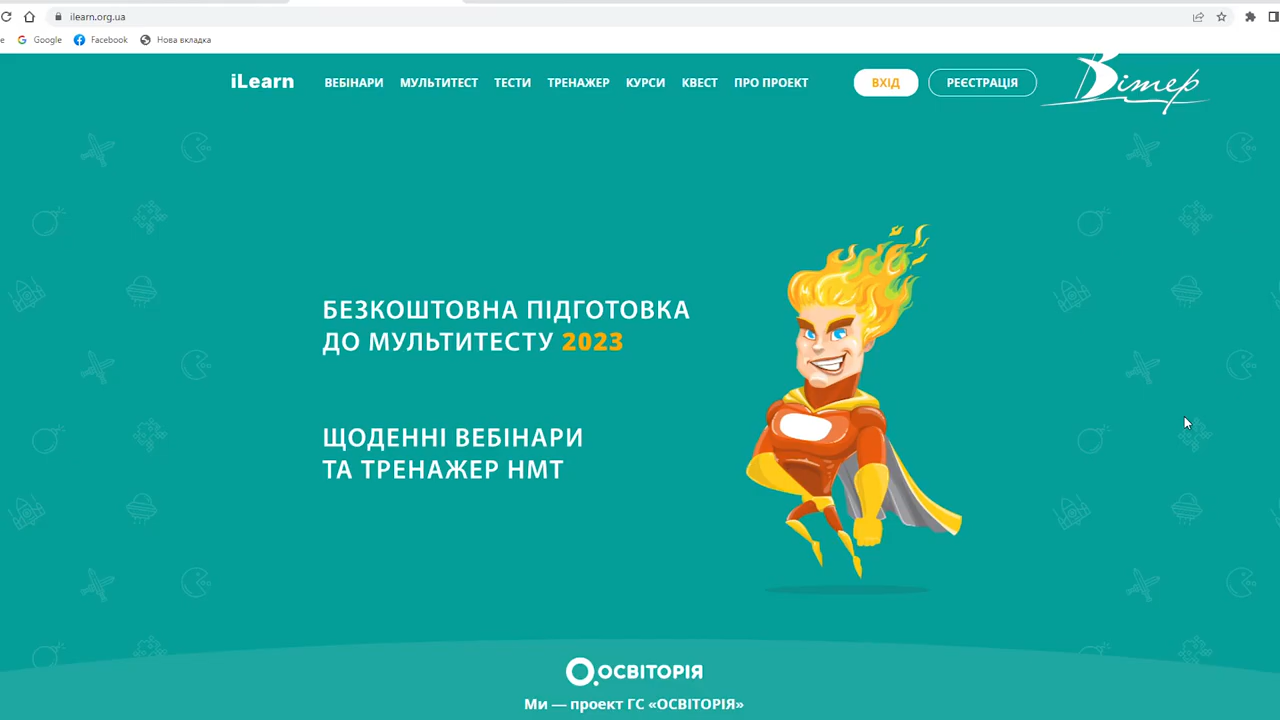 ilearn.org.ua
e Google Facebook Нова вкладка
iLearn ВЕБІНАРИ МУЛЬТИТЕСТ ТЕСТИ ТРЕНАЖЕР КУРСИ КВЕСТ ПРО ПРОЕКТ ВХІД РЕЄСТРАЦІЯ Вітер
БЕЗКОШТОВНА ПІДГОТОВКА
ДО МУЛЬТИТЕСТУ 2023
ЩОДЕННІ ВЕБІНАРИ
ТА ТРЕНАЖЕР НМТ
ОСВІТОРІЯ
Ми — проект ГС «ОСВІТОРІЯ»